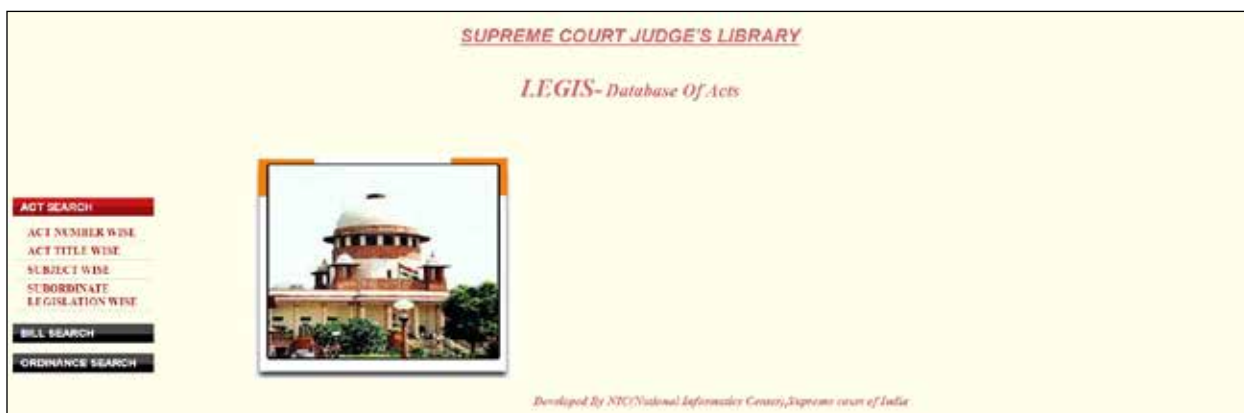 SUPREME COURT JUDGE'S LIBRARY
LEGIS- Database Of Acts
ACT SEARCH
ACT NUMBER WISE
ACT TITLE WISE
SUBJECT WISE
SUBORDINATE
LEGISLATION WISE
BILL SEARCH
ORDINANCE SEARCH
Developed By NIC(National Informatics Center),Supreme court of India